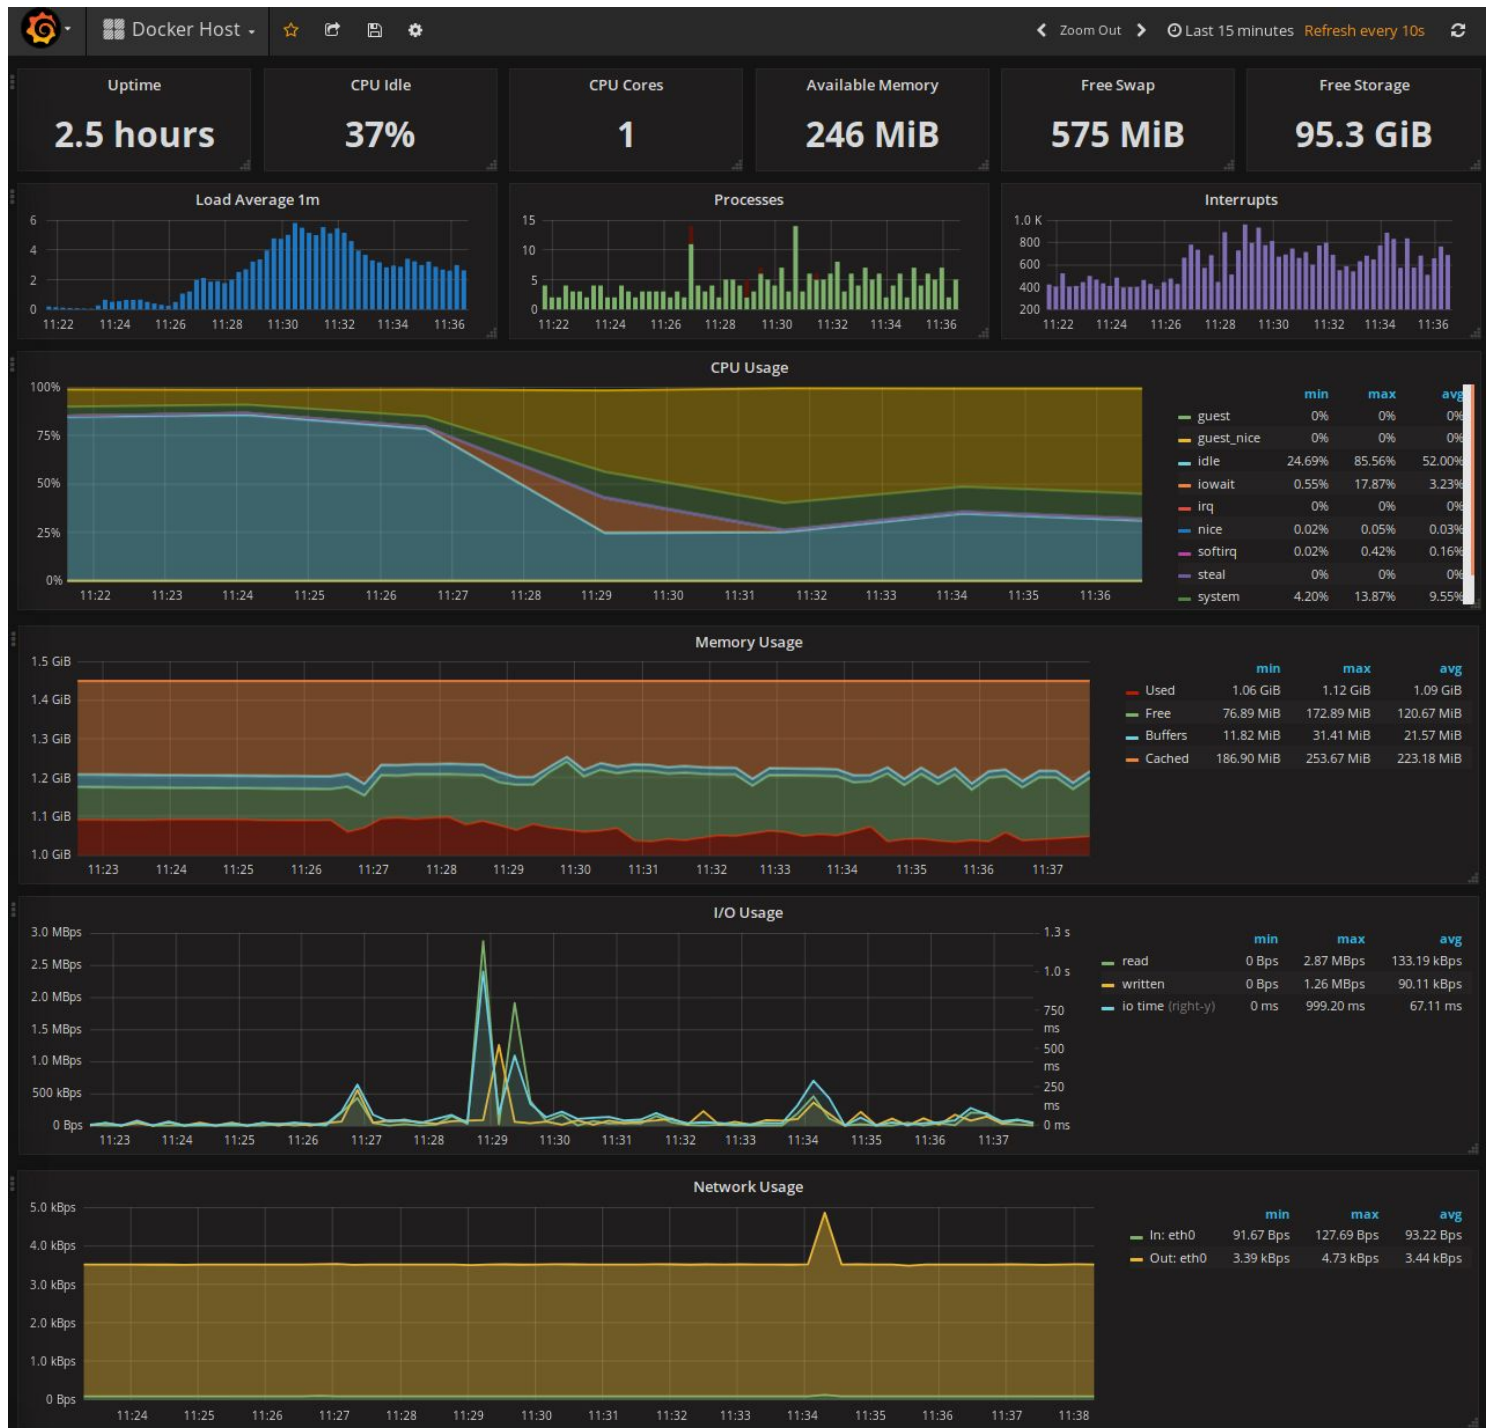 Docker Host
Zoom Out
Last 15 minutes Refresh every 10s
Uptime
2.5 hours
CPU Idle
37%
CPU Cores
1
Available Memory
246 MiB
Free Swap
575 MiB
Free Storage
95.3 GiB
Load Average 1m
6
4
2
0
11:22 11:24 11:26 11:28 11:30 11:32 11:34 11:36
Processes
15
10
5
0
11:22 11:24 11:26 11:28 11:30 11:32 11:34 11:36
Interrupts
1.0 K
800
600
400
200
11:22 11:24 11:26 11:28 11:30 11:32 11:34 11:36
CPU Usage
100%
75%
50%
25%
0%
11:22 11:23 11:24 11:25 11:26 11:27 11:28 11:29 11:30 11:31 11:32 11:33 11:34 11:35 11:36
min max avg
guest 0% 0% 0%
guest_nice 0% 0% 0%
idle 24.69% 85.56% 52.00%
iowait 0.55% 17.87% 3.23%
irq 0% 0% 0%
nice 0.02% 0.05% 0.03%
softirq 0.02% 0.42% 0.16%
steal 0% 0% 0%
system 4.20% 13.87% 9.55%
Memory Usage
1.5 GiB
1.4 GiB
1.3 GiB
1.2 GiB
1.1 GiB
1.0 GiB
11:23 11:24 11:25 11:26 11:27 11:28 11:29 11:30 11:31 11:32 11:33 11:34 11:35 11:36 11:37
min max avg
Used 1.06 GiB 1.12 GiB 1.09 GiB
Free 76.89 MiB 172.89 MiB 120.67 MiB
Buffers 11.82 MiB 31.41 MiB 21.57 MiB
Cached 186.90 MiB 253.67 MiB 223.18 MiB
I/O Usage
3.0 MBps
2.5 MBps
2.0 MBps
1.5 MBps
1.0 MBps
500 kBps
0 Bps
1.3 s
1.0 s
750
ms
500
ms
250
ms
0 ms
11:23 11:24 11:25 11:26 11:27 11:28 11:29 11:30 11:31 11:32 11:33 11:34 11:35 11:36 11:37
min max avg
read 0 Bps 2.87 MBps 133.19 kBps
written 0 Bps 1.26 MBps 90.11 kBps
io time (right-y) 0 ms 999.20 ms 67.11 ms
Network Usage
5.0 kBps
4.0 kBps
3.0 kBps
2.0 kBps
1.0 kBps
0 Bps
11:24 11:25 11:26 11:27 11:28 11:29 11:30 11:31 11:32 11:33 11:34 11:35 11:36 11:37 11:38
min max avg
In: eth0 91.67 Bps 127.69 Bps 93.22 Bps
Out: eth0 3.39 kBps 4.73 kBps 3.44 kBps